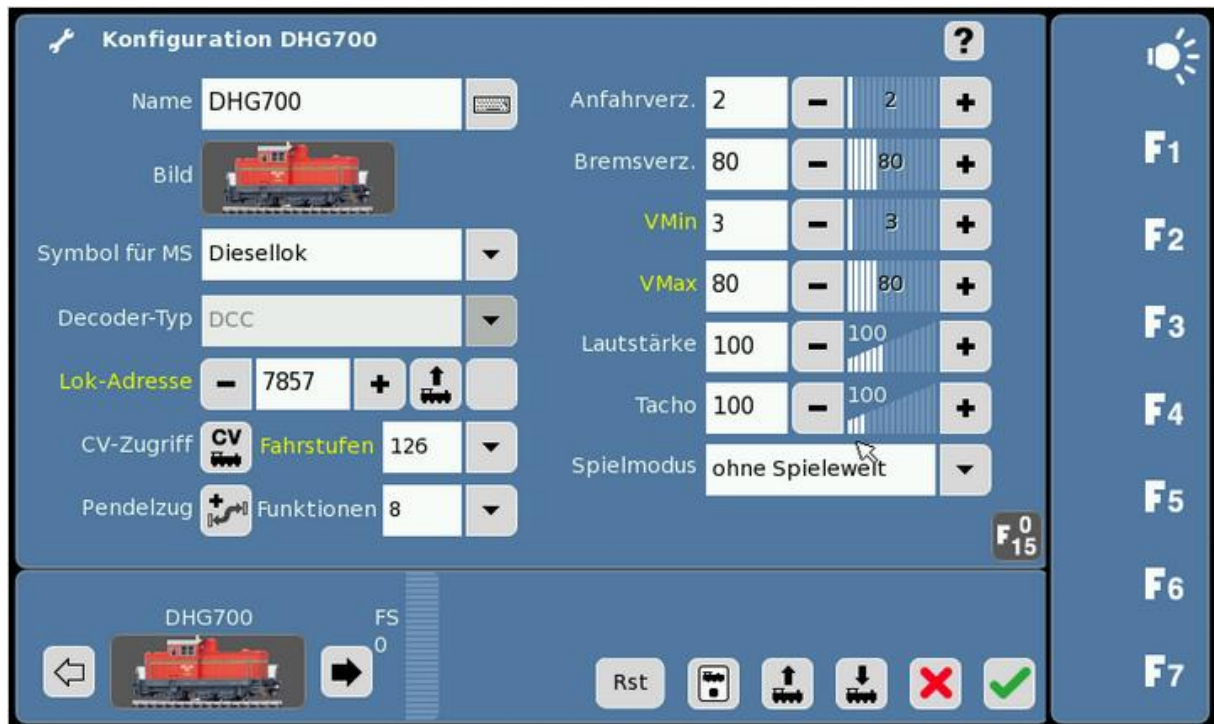 Konfiguration DHG700
?
Name DHG700
Bild
Symbol für MS Diesellok
Decoder-Typ DCC
Lok-Adresse - 7857 +
CV-Zugriff CV Fahrstufen 126
Pendelzug + Funktionen 8
Anfahrverz. 2 - 2 +
Bremsverz. 80 - 80 +
VMin 3 - 3 +
VMax 80 - 80 +
Lautstärke 100 - 100 +
Tacho 100 - 100 +
Spielmodus ohne Spielewelt
F 0 15
DHG700 FS
0
Rst
F1
F2
F3
F4
F5
F6
F7